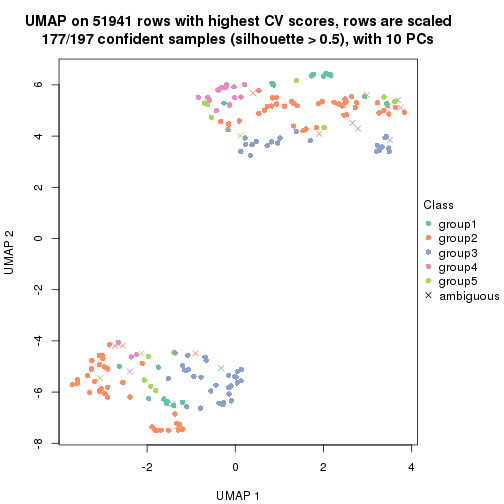 UMAP on 51941 rows with highest CV scores, rows are scaled
177/197 confident samples (silhouette > 0.5), with 10 PCs
6
4
2
0
-2
-4
-6
-8
UMAP 2
-2
0
2
4
UMAP 1
Class
group1
group2
group3
group4
group5
ambiguous